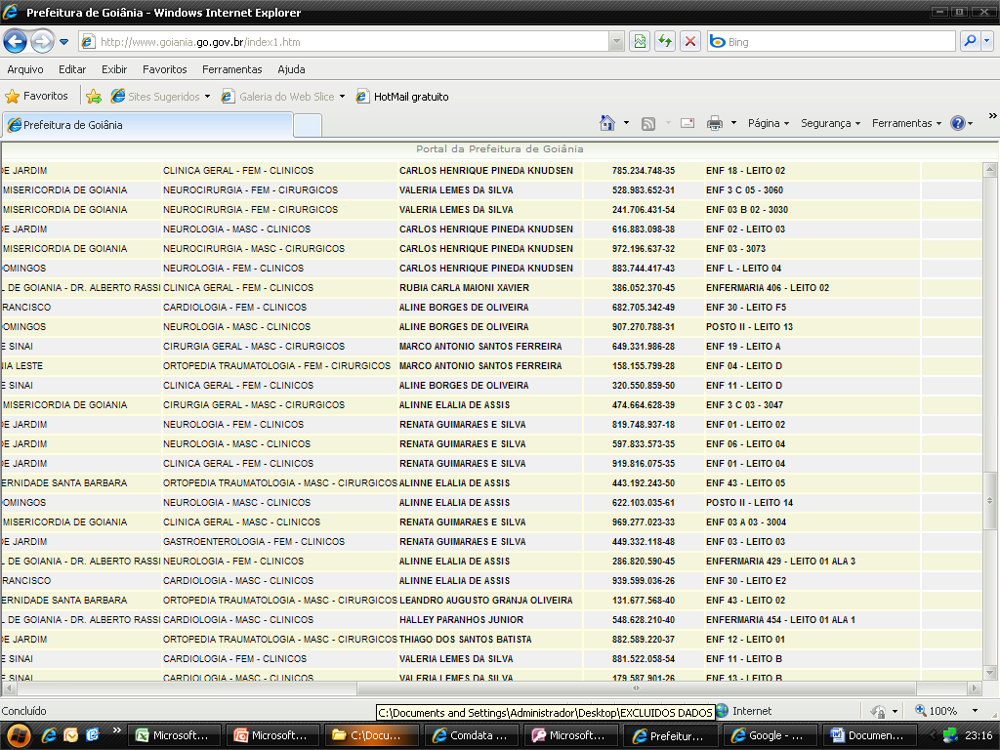 Prefeitura de Goiânia - Windows Internet Explorer
http://www.goiania.go.gov.br/index1.htm
Bing
Arquivo Editar Exibir Favoritos Ferramentas Ajuda
Favoritos Sites Sugeridos Galeria do Web Slice HotMail gratuito
Prefeitura de Goiânia Página Segurança Ferramentas
Portal da Prefeitura de Goiânia
DE JARDIM CLINICA GERAL - FEM - CLINICOS CARLOS HENRIQUE PINEDA KNUDSEN 785.234.748-35 ENF 18 - LEITO 02
MISERICORDIA DE GOIANIA NEUROCIRURGIA - FEM - CIRURGICOS VALERIA LEMES DA SILVA 528.983.652-31 ENF 3 C 05 - 3060
MISERICORDIA DE GOIANIA NEUROCIRURGIA - FEM - CIRURGICOS VALERIA LEMES DA SILVA 241.706.431-54 ENF 03 B 02 - 3030
DE JARDIM NEUROLOGIA - MASC - CLINICOS CARLOS HENRIQUE PINEDA KNUDSEN 616.883.098-38 ENF 02 - LEITO 03
MISERICORDIA DE GOIANIA NEUROCIRURGIA - MASC - CIRURGICOS CARLOS HENRIQUE PINEDA KNUDSEN 972.196.637-32 ENF 03 - 3073
DOMINGOS NEUROLOGIA - FEM - CLINICOS CARLOS HENRIQUE PINEDA KNUDSEN 883.744.417-43 ENF L - LEITO 04
L DE GOIANIA - DR. ALBERTO RASSI CLINICA GERAL - FEM - CLINICOS RUBIA CARLA MAIONI XAVIER 386.052.370-45 ENFERMARIA 406 - LEITO 02
FRANCISCO CARDIOLOGIA - FEM - CLINICOS ALINE BORGES DE OLIVEIRA 682.705.342-49 ENF 30 - LEITO F5
DOMINGOS NEUROLOGIA - MASC - CLINICOS ALINE BORGES DE OLIVEIRA 907.270.788-31 POSTO II - LEITO 13
E SINAI CIRURGIA GERAL - MASC - CIRURGICOS MARCO ANTONIO SANTOS FERREIRA 649.331.986-28 ENF 19 - LEITO A
NIA LESTE ORTOPEDIA TRAUMATOLOGIA - FEM - CIRURGICOS MARCO ANTONIO SANTOS FERREIRA 158.155.799-28 ENF 04 - LEITO D
E SINAI CLINICA GERAL - FEM - CLINICOS ALINE BORGES DE OLIVEIRA 320.550.859-50 ENF 11 - LEITO D
MISERICORDIA DE GOIANIA CIRURGIA GERAL - MASC - CIRURGICOS ALINNE ELALIA DE ASSIS 474.664.628-39 ENF 3 C 03 - 3047
DE JARDIM NEUROLOGIA - FEM - CLINICOS RENATA GUIMARAES E SILVA 819.748.937-18 ENF 01 - LEITO 02
DE JARDIM NEUROLOGIA - MASC - CLINICOS RENATA GUIMARAES E SILVA 597.833.573-35 ENF 06 - LEITO 04
DE JARDIM CLINICA GERAL - FEM - CLINICOS RENATA GUIMARAES E SILVA 919.816.075-35 ENF 01 - LEITO 04
ERNIDADE SANTA BARBARA ORTOPEDIA TRAUMATOLOGIA - MASC - CIRURGICOS ALINNE ELALIA DE ASSIS 443.192.243-50 ENF 43 - LEITO 05
DOMINGOS NEUROLOGIA - MASC - CLINICOS ALINNE ELALIA DE ASSIS 622.103.035-61 POSTO II - LEITO 14
MISERICORDIA DE GOIANIA CLINICA GERAL - MASC - CLINICOS RENATA GUIMARAES E SILVA 969.277.023-33 ENF 03 A 03 - 3004
DE JARDIM GASTROENTEROLOGIA - FEM - CLINICOS RENATA GUIMARAES E SILVA 449.332.118-48 ENF 03 - LEITO 03
L DE GOIANIA - DR. ALBERTO RASSI NEUROLOGIA - FEM - CLINICOS ALINNE ELALIA DE ASSIS 286.820.590-45 ENFERMARIA 429 - LEITO 01 ALA 3
FRANCISCO CARDIOLOGIA - MASC - CLINICOS ALINNE ELALIA DE ASSIS 939.599.036-26 ENF 30 - LEITO E2
ERNIDADE SANTA BARBARA ORTOPEDIA TRAUMATOLOGIA - MASC - CIRURGICOS LEANDRO AUGUSTO GRANJA OLIVEIRA 131.677.568-40 ENF 43 - LEITO 02
L DE GOIANIA - DR. ALBERTO RASSI CARDIOLOGIA - MASC - CLINICOS HALLEY PARANHOS JUNIOR 548.628.210-40 ENFERMARIA 454 - LEITO 01 ALA 1
DE JARDIM ORTOPEDIA TRAUMATOLOGIA - MASC - CIRURGICOS THIAGO DOS SANTOS BATISTA 882.589.220-37 ENF 12 - LEITO 01
E SINAI CARDIOLOGIA - FEM - CLINICOS VALERIA LEMES DA SILVA 881.522.058-54 ENF 11 - LEITO B
E SINAI CARDIOLOGIA - MASC - CLINICOS VALERIA LEMES DA SILVA 179.587.901-26 ENF 13 - LEITO B
Concluído C:\Documents and Settings\Administrador\Desktop\EXCLUIDOS DADOS Internet 100%
Microsoft... Microsoft... C:\Docu... Comdata ... Microsoft... Prefeitur... Google - ... Documen... 23:16